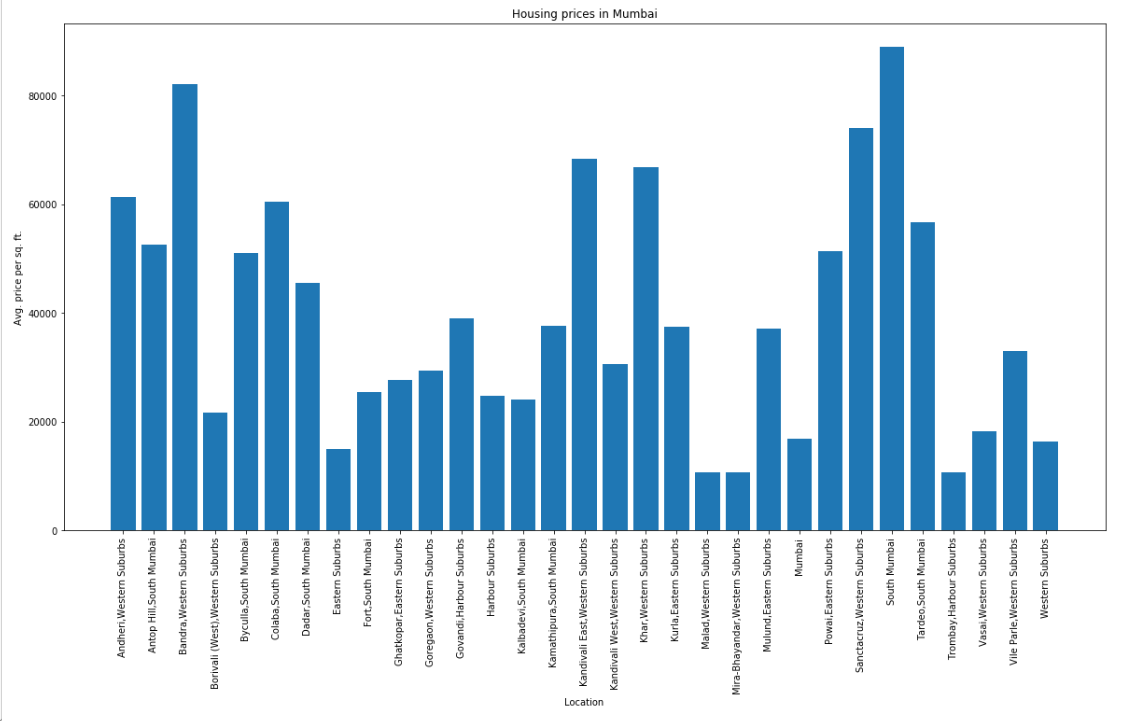 Housing prices in Mumbai
Avg. price per sq. ft.
80000
60000
40000
20000
0
Andheri,Western Suburbs
Antop Hill,South Mumbai
Bandra,Western Suburbs
Borivali (West),Western Suburbs
Byculla,South Mumbai
Colaba,South Mumbai
Dadar,South Mumbai
Eastern Suburbs
Fort,South Mumbai
Ghatkopar,Eastern Suburbs
Goregaon,Western Suburbs
Govandi,Harbour Suburbs
Harbour Suburbs
Kalbadevi,South Mumbai
Kamathipura,South Mumbai
Kandivali East,Western Suburbs
Kandivali West,Western Suburbs
Khar,Western Suburbs
Kurla,Eastern Suburbs
Malad,Western Suburbs
Mira-Bhayandar,Western Suburbs
Mulund,Eastern Suburbs
Mumbai
Powai,Eastern Suburbs
Sanctacruz,Western Suburbs
South Mumbai
Tardeo,South Mumbai
Trombay,Harbour Suburbs
Vasai,Western Suburbs
Vile Parle,Western Suburbs
Western Suburbs
Location